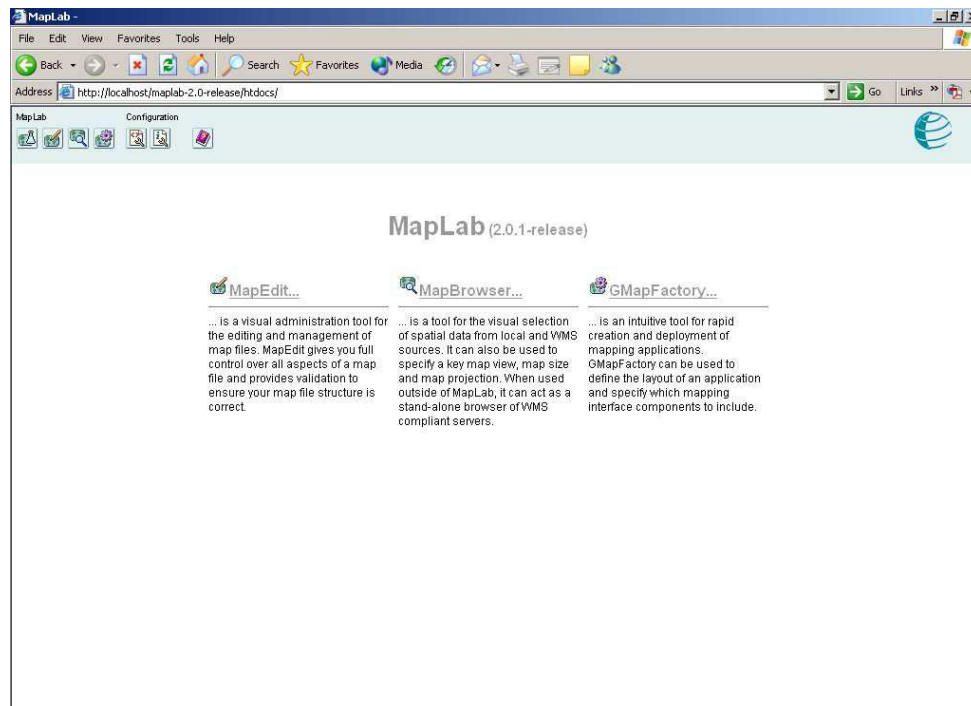 MapLab -
File Edit View Favorites Tools Help
Back Search Favorites Media
Address http://localhost/maplab-2.0-release/htdocs/ Go Links »
MapLab Configuration
MapLab (2.0.1-release)
MapEdit...
... is a visual administration tool for
the editing and management of
map files. MapEdit gives you full
control over all aspects of a map
file and provides validation to
ensure your map file structure is
correct.
MapBrowser...
... is a tool for the visual selection
of spatial data from local and WMS
sources. It can also be used to
specify a key map view, map size
and map projection. When used
outside of MapLab, it can act as a
stand-alone browser of WMS
compliant servers.
GMapFactory...
... is an intuitive tool for rapid
creation and deployment of
mapping applications.
GMapFactory can be used to
define the layout of an application
and specify which mapping
interface components to include.